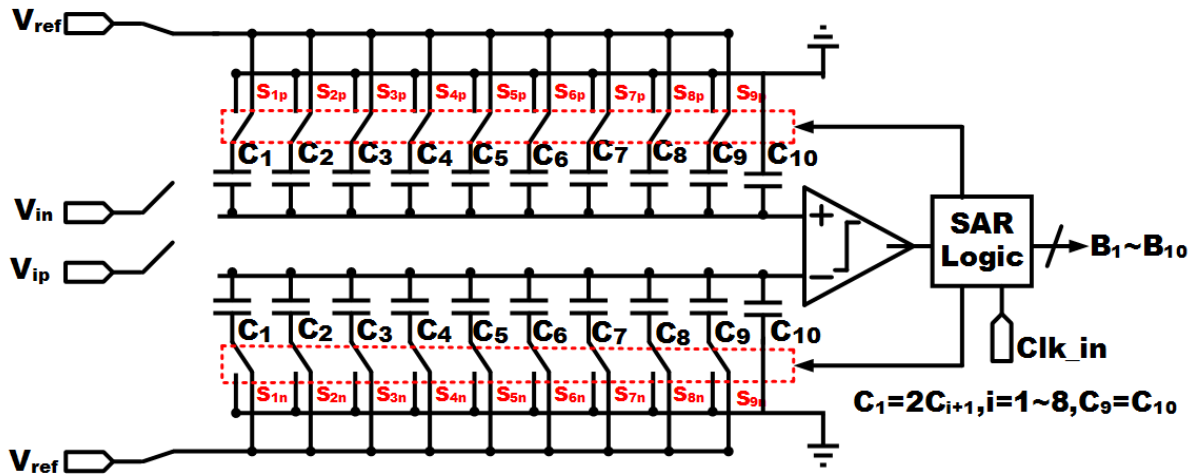 Vref
S1p S2p S3p S4p S5p S6p S7p S8p S9p
C1 C2 C3 C4 C5 C6 C7 C8 C9 C10
Vin
+
SAR
Logic
B1~B10
Vip
−
C1 C2 C3 C4 C5 C6 C7 C8 C9 C10
Clk_in
S1n S2n S3n S4n S5n S6n S7n S8n S9n
C1=2Ci+1,i=1~8,C9=C10
Vref